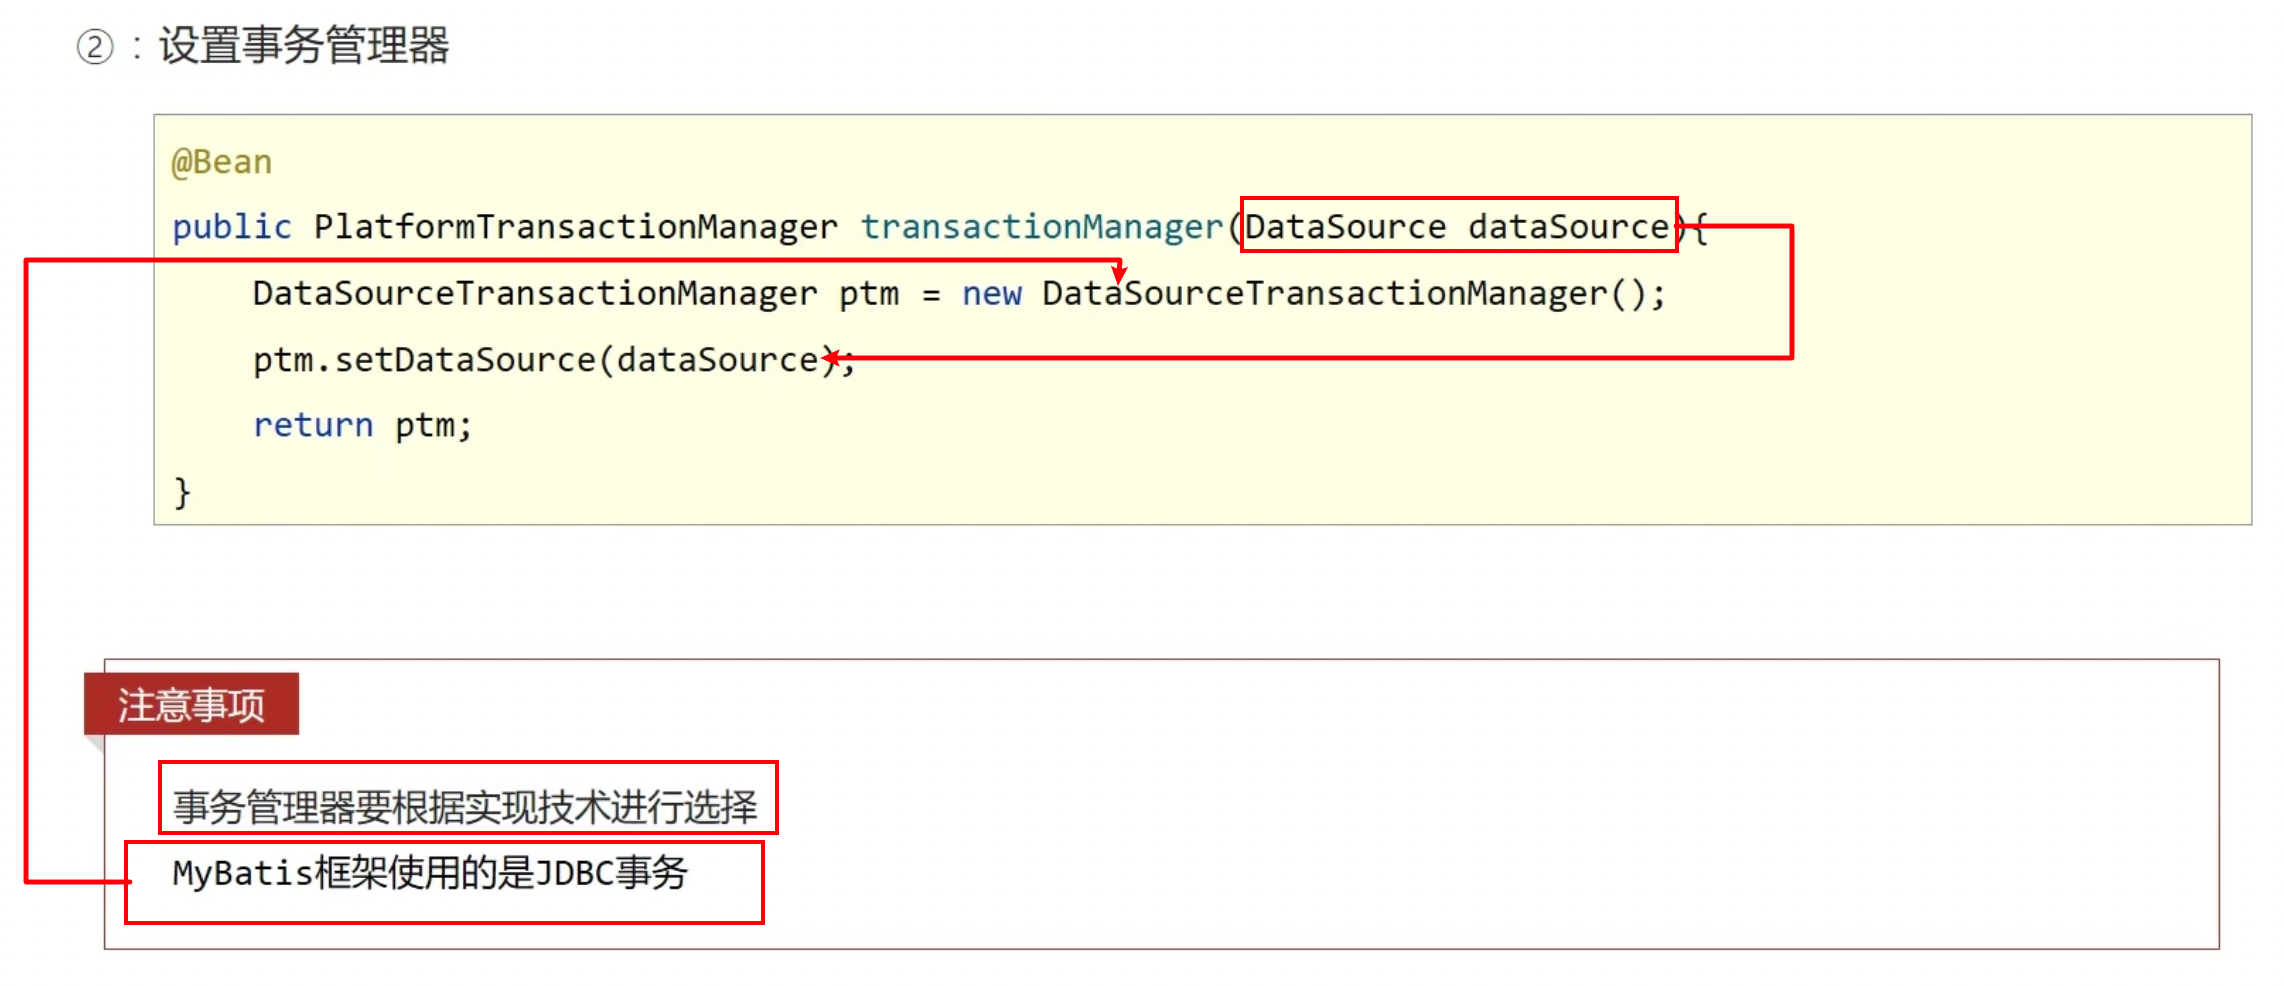 ②：设置事务管理器
@Bean
public PlatformTransactionManager transactionManager(DataSource dataSource){
DataSourceTransactionManager ptm = new DataSourceTransactionManager();
ptm.setDataSource(dataSource);
return ptm;
}
注意事项
事务管理器要根据实现技术进行选择
MyBatis框架使用的是JDBC事务